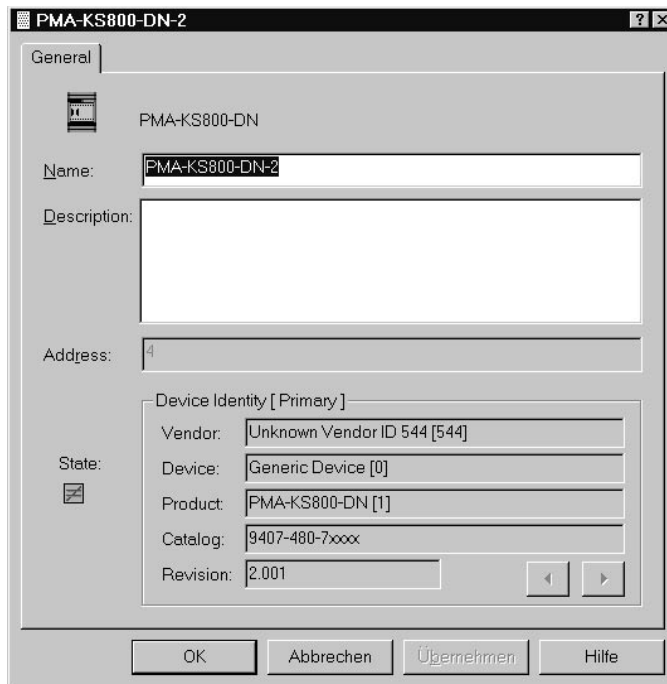 PMA-KS800-DN-2
General
PMA-KS800-DN
Name: PMA-KS800-DN-2
Description:
Address: 4
Device Identity [ Primary ]
Vendor: Unknown Vendor ID 544 [544]
State:
Device: Generic Device [0]
Product: PMA-KS800-DN [1]
Catalog: 9407-480-7xxxx
Revision: 2.001
OK Abbrechen Übernehmen Hilfe